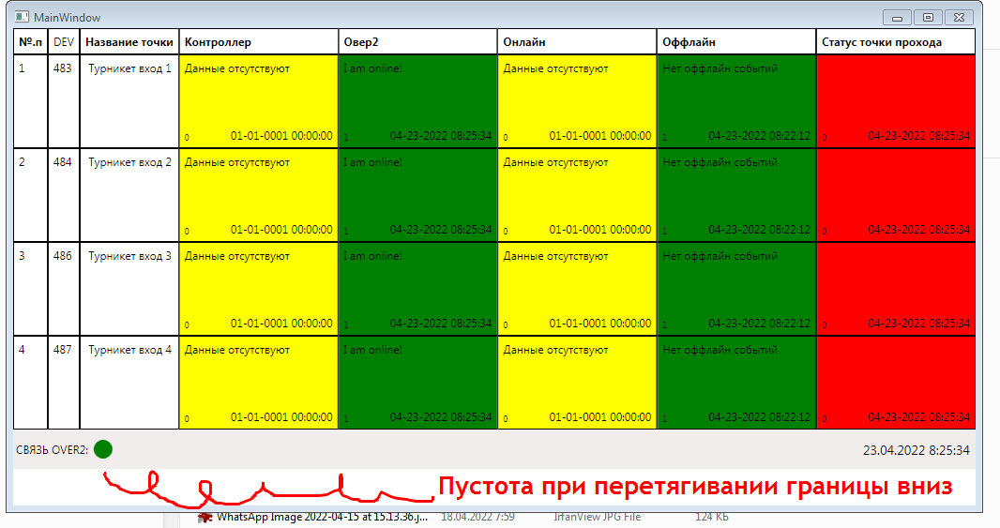 MainWindow
№.п DEV Название точки Контроллер Овер2 Онлайн Оффлайн Статус точки прохода
1 483 Турникет вход 1 Данные отсутствуют I am online! Данные отсутствуют Нет оффлайн событий
0 01-01-0001 00:00:00 1 04-23-2022 08:25:34 0 01-01-0001 00:00:00 1 04-23-2022 08:22:12 0 04-23-2022 08:25:34
2 484 Турникет вход 2 Данные отсутствуют I am online! Данные отсутствуют Нет оффлайн событий
0 01-01-0001 00:00:00 1 04-23-2022 08:25:34 0 01-01-0001 00:00:00 1 04-23-2022 08:22:12 0 04-23-2022 08:25:34
3 486 Турникет вход 3 Данные отсутствуют I am online! Данные отсутствуют Нет оффлайн событий
0 01-01-0001 00:00:00 1 04-23-2022 08:25:34 0 01-01-0001 00:00:00 1 04-23-2022 08:22:12 0 04-23-2022 08:25:34
4 487 Турникет вход 4 Данные отсутствуют I am online! Данные отсутствуют Нет оффлайн событий
0 01-01-0001 00:00:00 1 04-23-2022 08:25:34 0 01-01-0001 00:00:00 1 04-23-2022 08:22:12 0 04-23-2022 08:25:34
СВЯЗЬ OVER2: 23.04.2022 8:25:34
Пустота при перетягивании границы вниз
WhatsApp Image 2022-04-15 at 15.13.36.j... 18.04.2022 7:59 IrfanView JPG File 124 КБ